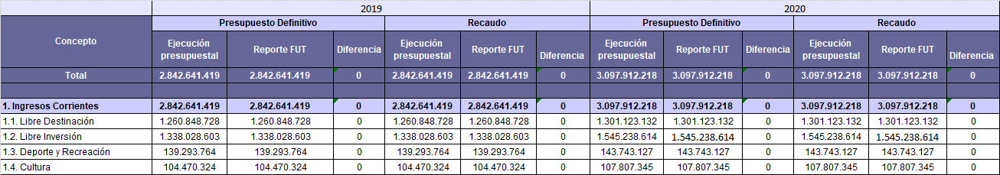 2019 2020
Concepto Presupuesto Definitivo Recaudo Presupuesto Definitivo Recaudo
Ejecución presupuestal Reporte FUT Diferencia Ejecución presupuestal Reporte FUT Diferencia Ejecución presupuestal Reporte FUT Diferencia Ejecución presupuestal Reporte FUT Diferencia
Total 2.842.641.419 2.842.641.419 0 2.842.641.419 2.842.641.419 0 3.097.912.218 3.097.912.218 0 3.097.912.218 3.097.912.218 0
1. Ingresos Corrientes 2.842.641.419 2.842.641.419 0 2.842.641.419 2.842.641.419 0 3.097.912.218 3.097.912.218 0 3.097.912.218 3.097.912.218 0
1.1. Libre Destinación 1.260.848.728 1.260.848.728 0 1.260.848.728 1.260.848.728 0 1.301.123.132 1.301.123.132 0 1.301.123.132 1.301.123.132 0
1.2. Libre Inversión 1.338.028.603 1.338.028.603 0 1.338.028.603 1.338.028.603 0 1.545.238.614 1.545.238.614 0 1.545.238.614 1.545.238.614 0
1.3. Deporte y Recreación 139.293.764 139.293.764 0 139.293.764 139.293.764 0 143.743.127 143.743.127 0 143.743.127 143.743.127 0
1.4. Cultura 104.470.324 104.470.324 0 104.470.324 104.470.324 0 107.807.345 107.807.345 0 107.807.345 107.807.345 0